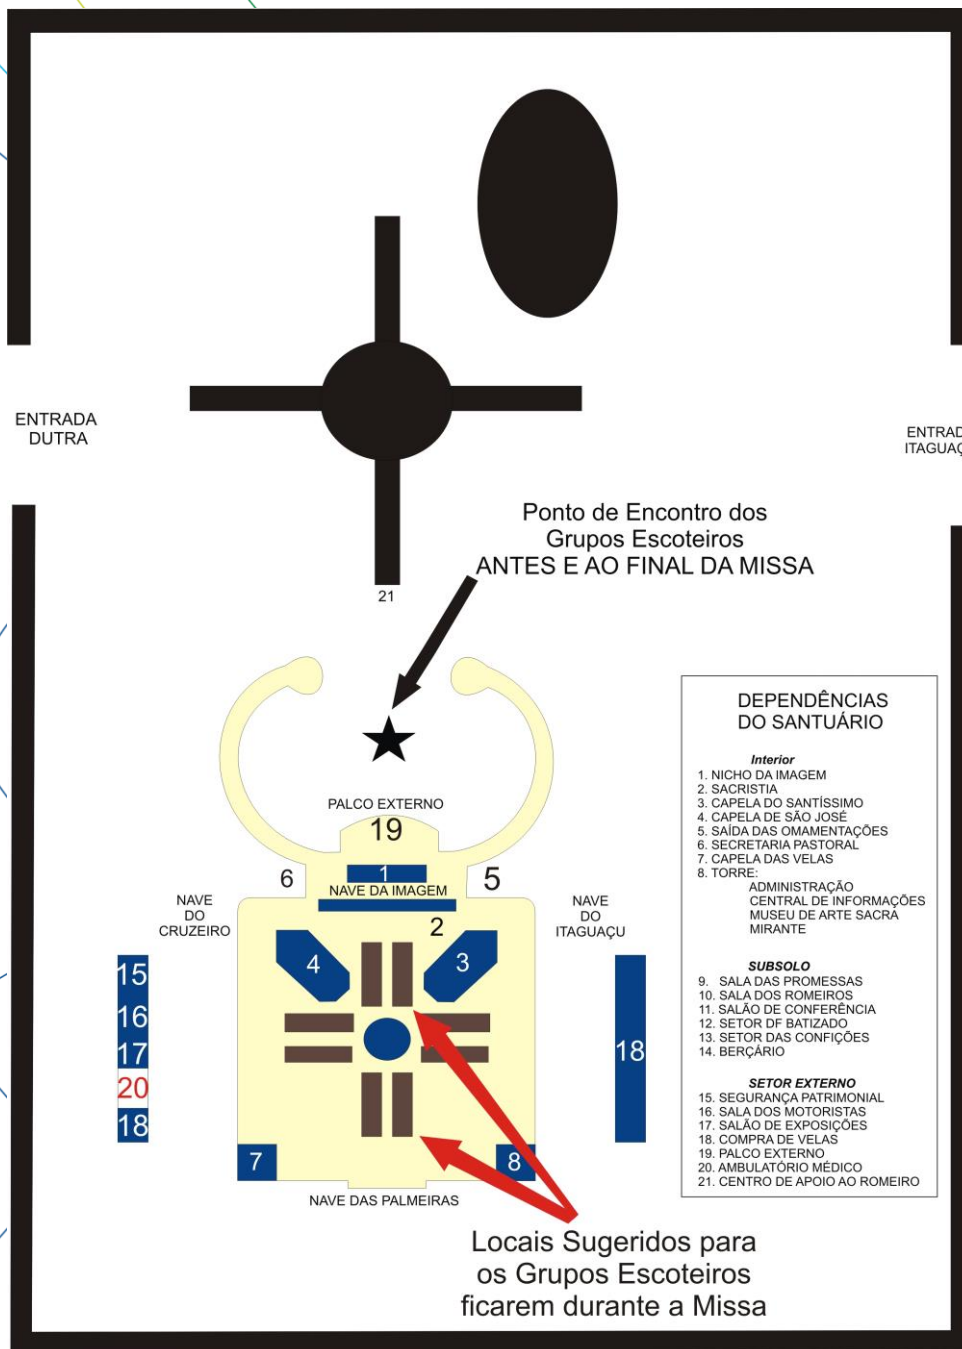 ENTRADA
DUTRA
ENTRAD
ITAGUAÇ
Ponto de Encontro dos
Grupos Escoteiros
ANTES E AO FINAL DA MISSA
21
PALCO EXTERNO
19
1
NAVE DA IMAGEM
6
5
2
NAVE
DO
CRUZEIRO
NAVE
DO
ITAGUAÇU
4
3
15
16
17
20
18
18
7
8
NAVE DAS PALMEIRAS
Locais Sugeridos para
os Grupos Escoteiros
ficarem durante a Missa
DEPENDÊNCIAS
DO SANTUÁRIO
Interior
1. NICHO DA IMAGEM
2. SACRISTIA
3. CAPELA DO SANTÍSSIMO
4. CAPELA DE SÃO JOSÉ
5. SAÍDA DAS OMAMENTAÇÕES
6. SECRETARIA PASTORAL
7. CAPELA DAS VELAS
8. TORRE:
ADMINISTRAÇÃO
CENTRAL DE INFORMAÇÕES
MUSEU DE ARTE SACRA
MIRANTE
SUBSOLO
9. SALA DAS PROMESSAS
10. SALA DOS ROMEIROS
11. SALÃO DE CONFERÊNCIA
12. SETOR DF BATIZADO
13. SETOR DAS CONFIÇÕES
14. BERÇÁRIO
SETOR EXTERNO
15. SEGURANÇA PATRIMONIAL
16. SALA DOS MOTORISTAS
17. SALÃO DE EXPOSIÇÕES
18. COMPRA DE VELAS
19. PALCO EXTERNO
20. AMBULATÓRIO MÉDICO
21. CENTRO DE APOIO AO ROMEIRO